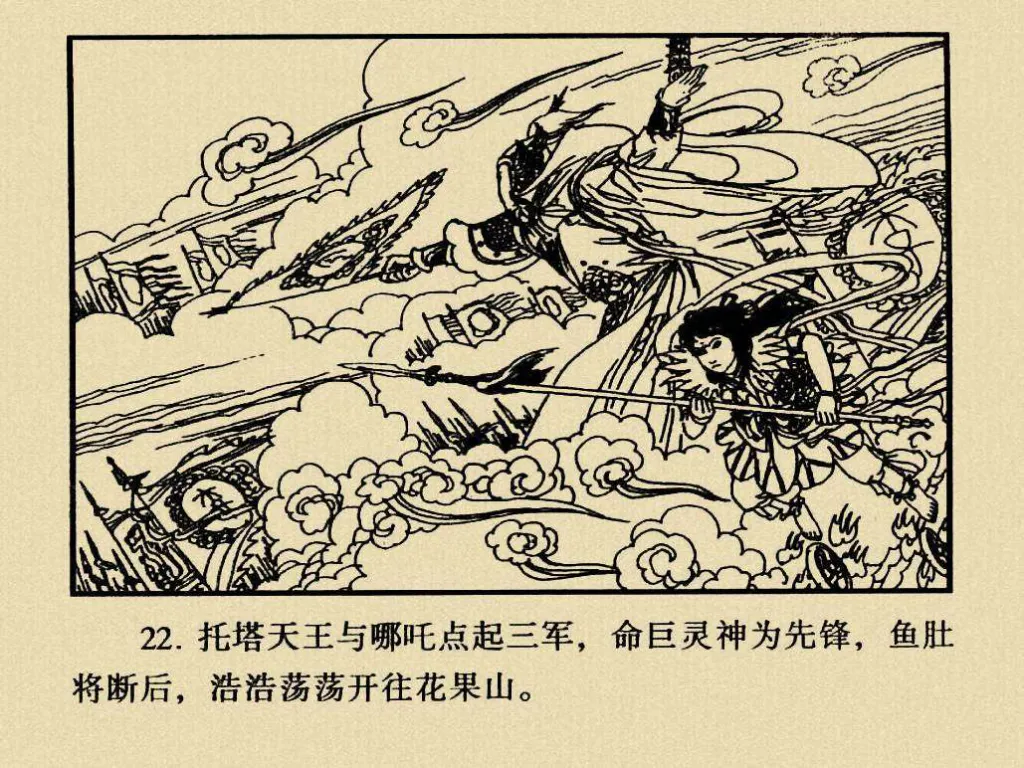 李
22. 托塔天王与哪吒点起三军，命巨灵神为先锋，鱼肚
将断后，浩浩荡荡开往花果山。